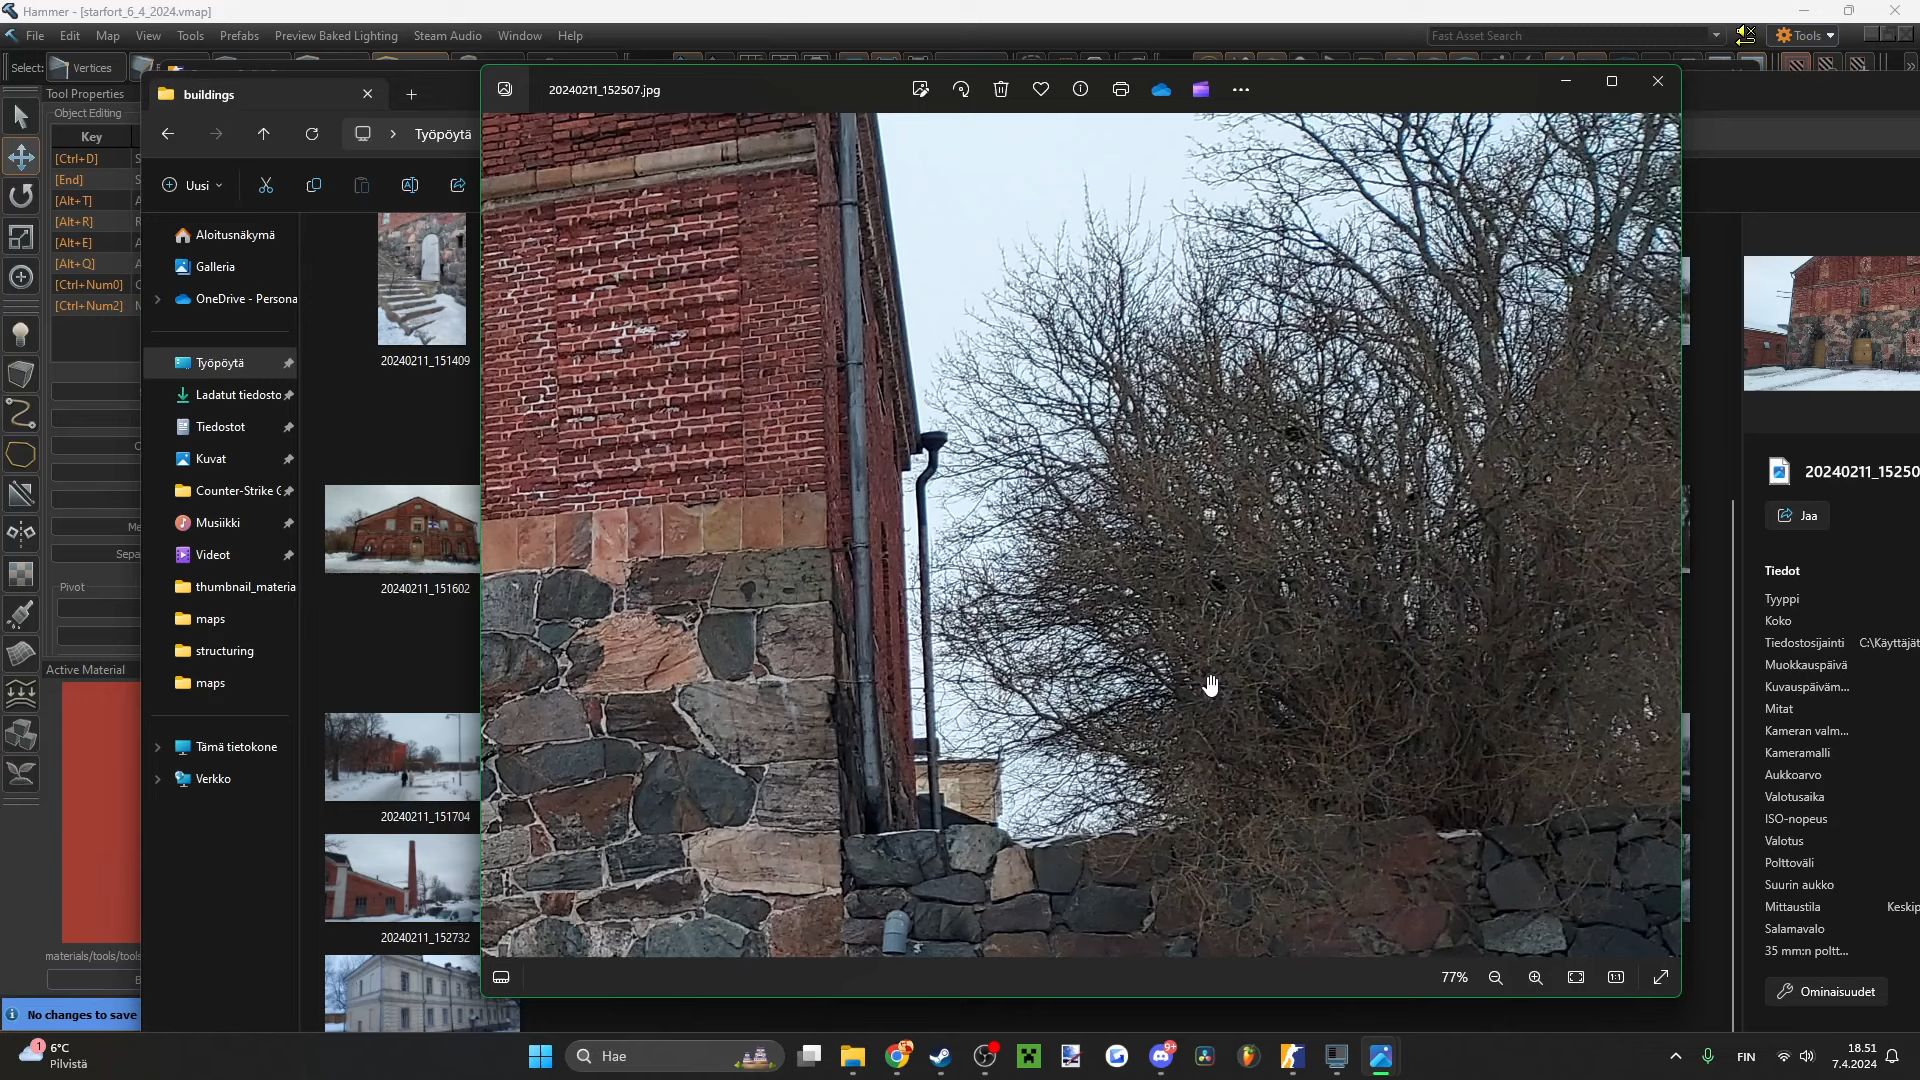 Hammer - [starfort_6_4_2024.vmap]
File Edit Map View Tools Prefabs Preview Baked Lighting Steam Audio Window Help
Fast Asset Search
Tools
Select: Vertices
Tool Properties
Object Editing
Key
[Ctrl+D]
[End]
[Alt+T]
[Alt+R]
[Alt+E]
[Alt+Q]
[Ctrl+Num0]
[Ctrl+Num2]
Pivot
Active Material
No changes to save
buildings
Työpöytä
Uusi
Aloitusnäkymä
Galleria
OneDrive - Persona
Työpöytä
Ladatut tiedosto
Tiedostot
Kuvat
Counter-Strike
Musiikki
Videot
thumbnail_materia
maps
structuring
maps
Tämä tietokone
Verkko
20240211_151409
20240211_151602
20240211_151704
20240211_152732
20240211_152507.jpg
77%
20240211_15250
Jaa
Tiedot
Tyyppi
Koko
Tiedostosijainti C:\Käyttäjät
Muokkauspäivä
Kuvauspäiväm...
Mitat
Kameran valm...
Kameramalli
Aukkoarvo
Valotusaika
ISO-nopeus
Valotus
Polttoväli
Suurin aukko
Mittaustila Keskip
Salamavalo
35 mm:n poltt...
Ominaisuudet
1
6°C
Pilvistä
Hae
9+
FIN
18.51
7.4.2024